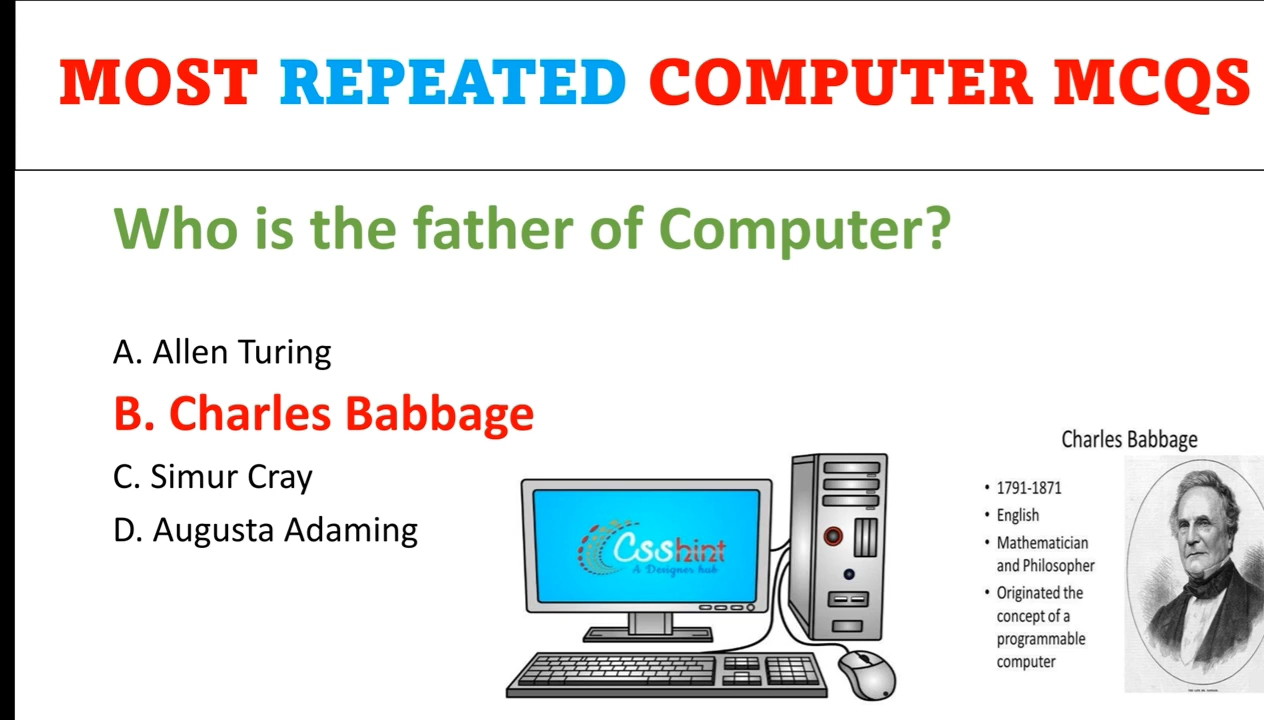 MOST REPEATED COMPUTER MCQS
Who is the father of Computer?
A. Allen Turing
B. Charles Babbage
C. Simur Cray
D. Augusta Adaming
Csshint
A Designer hub
Charles Babbage
• 1791-1871
• English
• Mathematician
and Philosopher
• Originated the
concept of a
programmable
computer